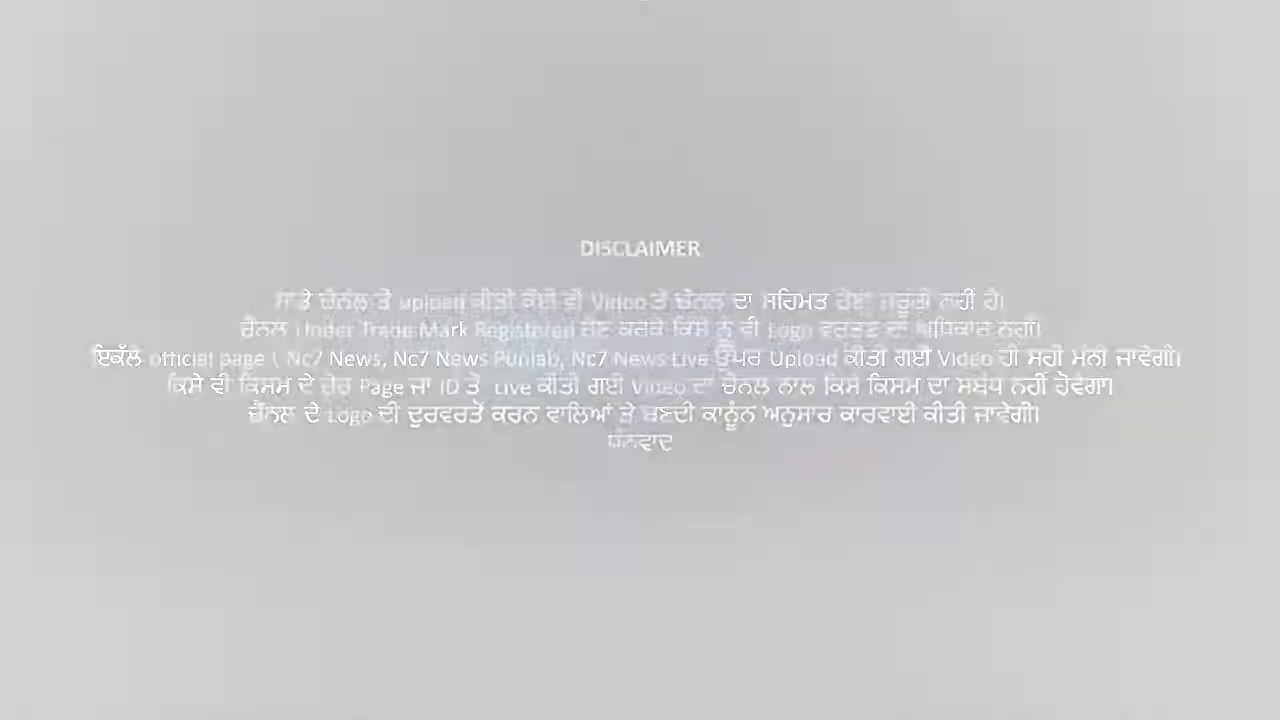 DISCLAIMER
ਸਾਡੇ ਚੈਨਲ ਤੇ upload ਕੀਤੀ ਕੋਈ ਵੀ Video ਤੇ ਚੈਨਲ ਦਾ ਸਹਿਮਤ ਹੋਣਾ ਜਰੂਰੀ ਨਹੀਂ ਹੈ।
ਚੈਨਲ Under Trade Mark Registered ਹੋਣ ਕਰਕੇ ਕਿਸੇ ਨੂੰ ਵੀ Logo ਵਰਤਣ ਦਾ ਅਧਿਕਾਰ ਨਹੀਂ।
ਇਕੱਲੇ official page ( Nc7 News, Nc7 News Punjab, Nc7 News Live ਉੱਪਰ Upload ਕੀਤੀ ਗਈ Video ਹੀ ਸਹੀ ਮੰਨੀ ਜਾਵੇਗੀ।
ਕਿਸੇ ਵੀ ਕਿਸਮ ਦੇ ਹੋਰ Page ਜਾਂ ID ਤੋਂ Live ਕੀਤੀ ਗਈ Video ਦਾ ਚੈਨਲ ਨਾਲ ਕਿਸੇ ਕਿਸਮ ਦਾ ਸਬੰਧ ਨਹੀਂ ਹੋਵੇਗਾ।
ਚੈਨਲ ਦੇ Logo ਦੀ ਦੁਰਵਰਤੋਂ ਕਰਨ ਵਾਲਿਆਂ ਤੇ ਬਣਦੀ ਕਾਨੂੰਨ ਅਨੁਸਾਰ ਕਾਰਵਾਈ ਕੀਤੀ ਜਾਵੇਗੀ।
ਧੰਨਵਾਦ